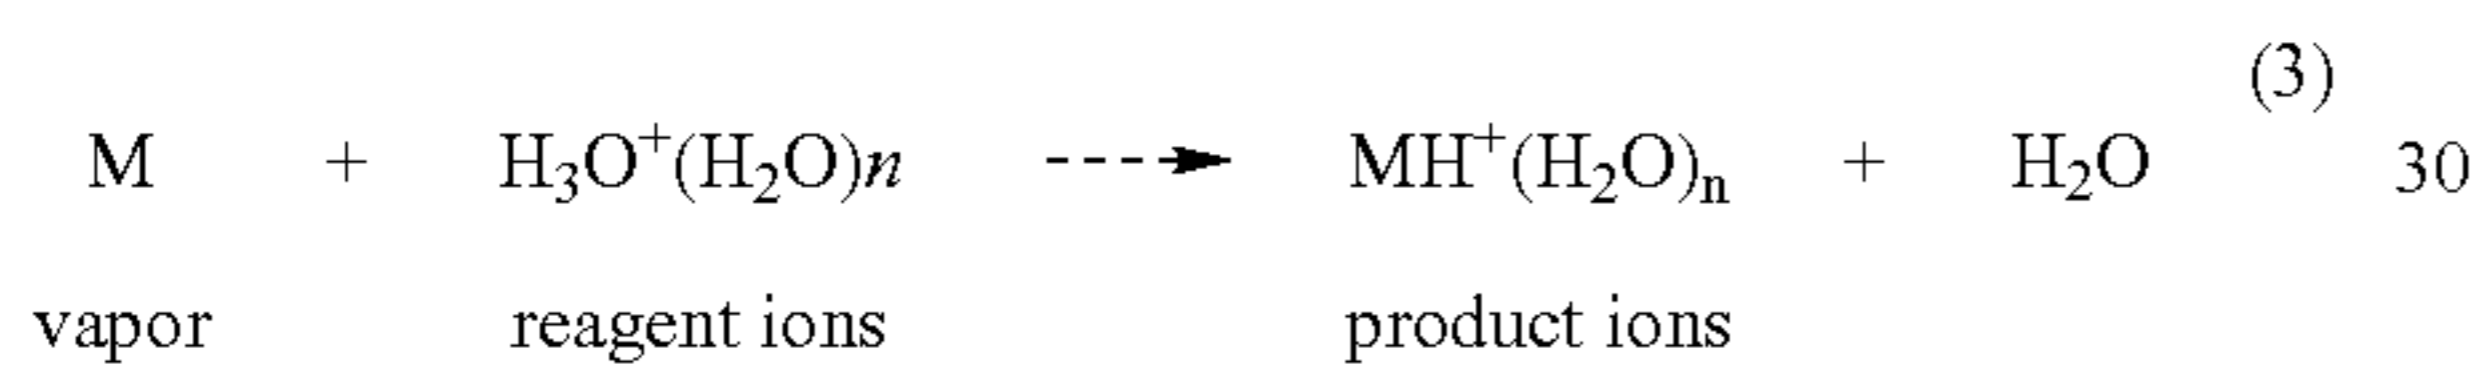 (3)
M + H₃O⁺(H₂O)n ----> MH⁺(H₂O)ₙ + H₂O 30
vapor reagent ions product ions